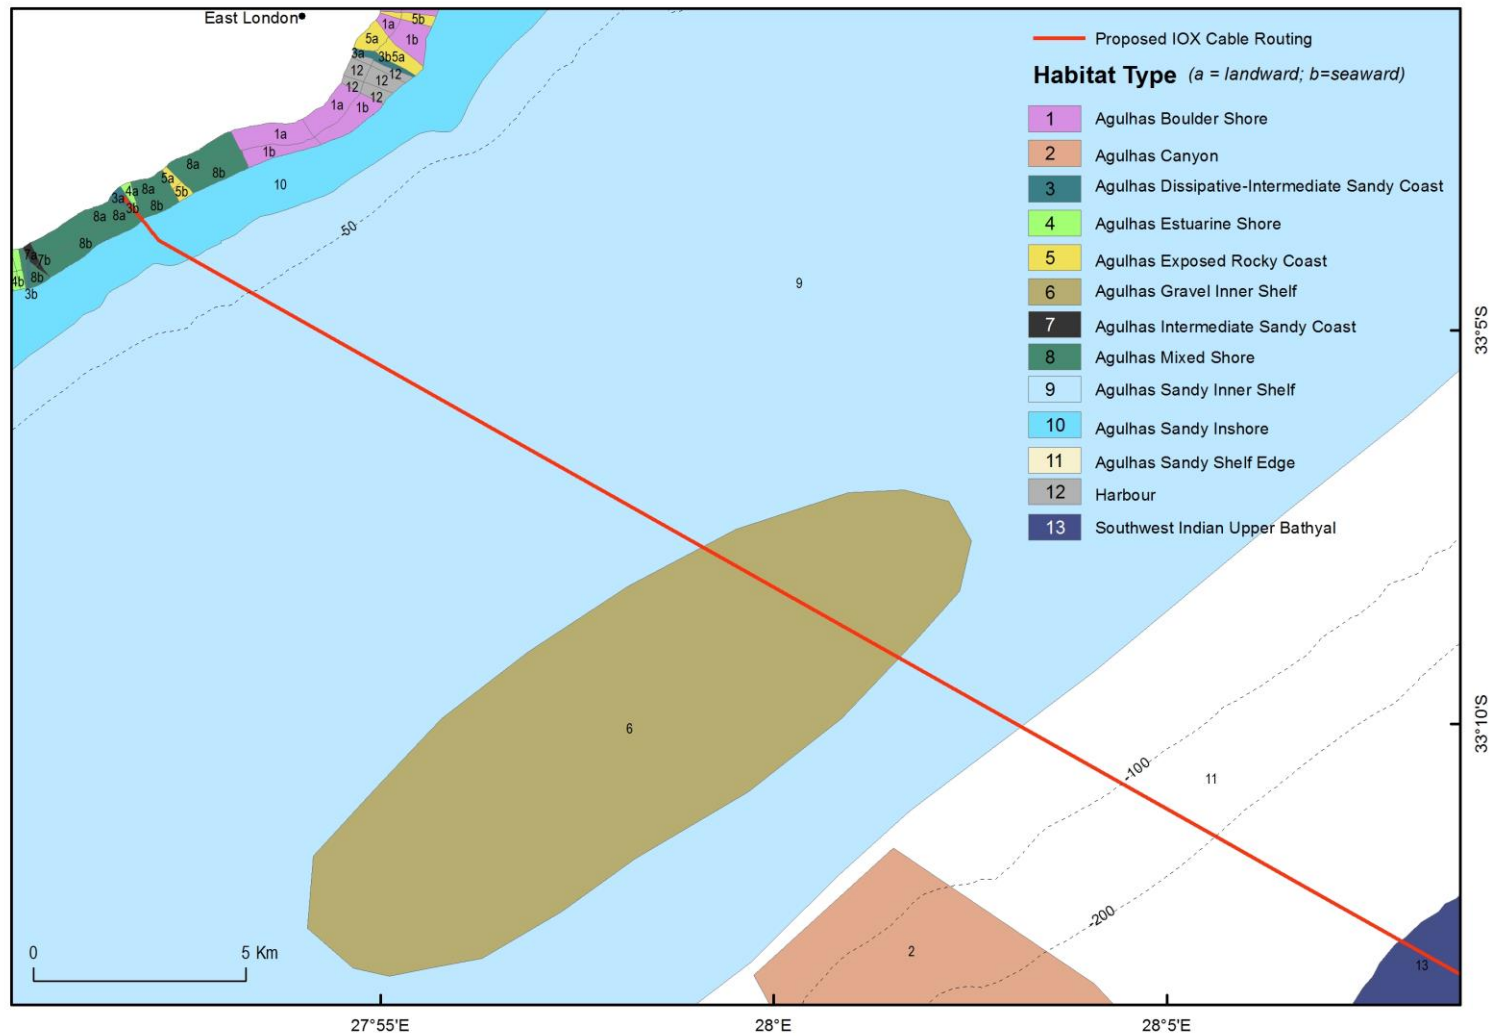 East London
1a
5b
5a
1b
3a
3b
5a
12
12
12
12
12
1a
1b
1a
1b
8a
8b
10
5a
5b
4a
8a
3a
3b
8b
8a
8a
8b
7a
7b
8b
4b
3b
-50
9
6
-100
11
-200
2
13
Proposed IOX Cable Routing
Habitat Type (a = landward; b=seaward)
1 Agulhas Boulder Shore
2 Agulhas Canyon
3 Agulhas Dissipative-Intermediate Sandy Coast
4 Agulhas Estuarine Shore
5 Agulhas Exposed Rocky Coast
6 Agulhas Gravel Inner Shelf
7 Agulhas Intermediate Sandy Coast
8 Agulhas Mixed Shore
9 Agulhas Sandy Inner Shelf
10 Agulhas Sandy Inshore
11 Agulhas Sandy Shelf Edge
12 Harbour
13 Southwest Indian Upper Bathyal
33°5'S
33°10'S
0 5 Km
27°55'E
28°E
28°5'E